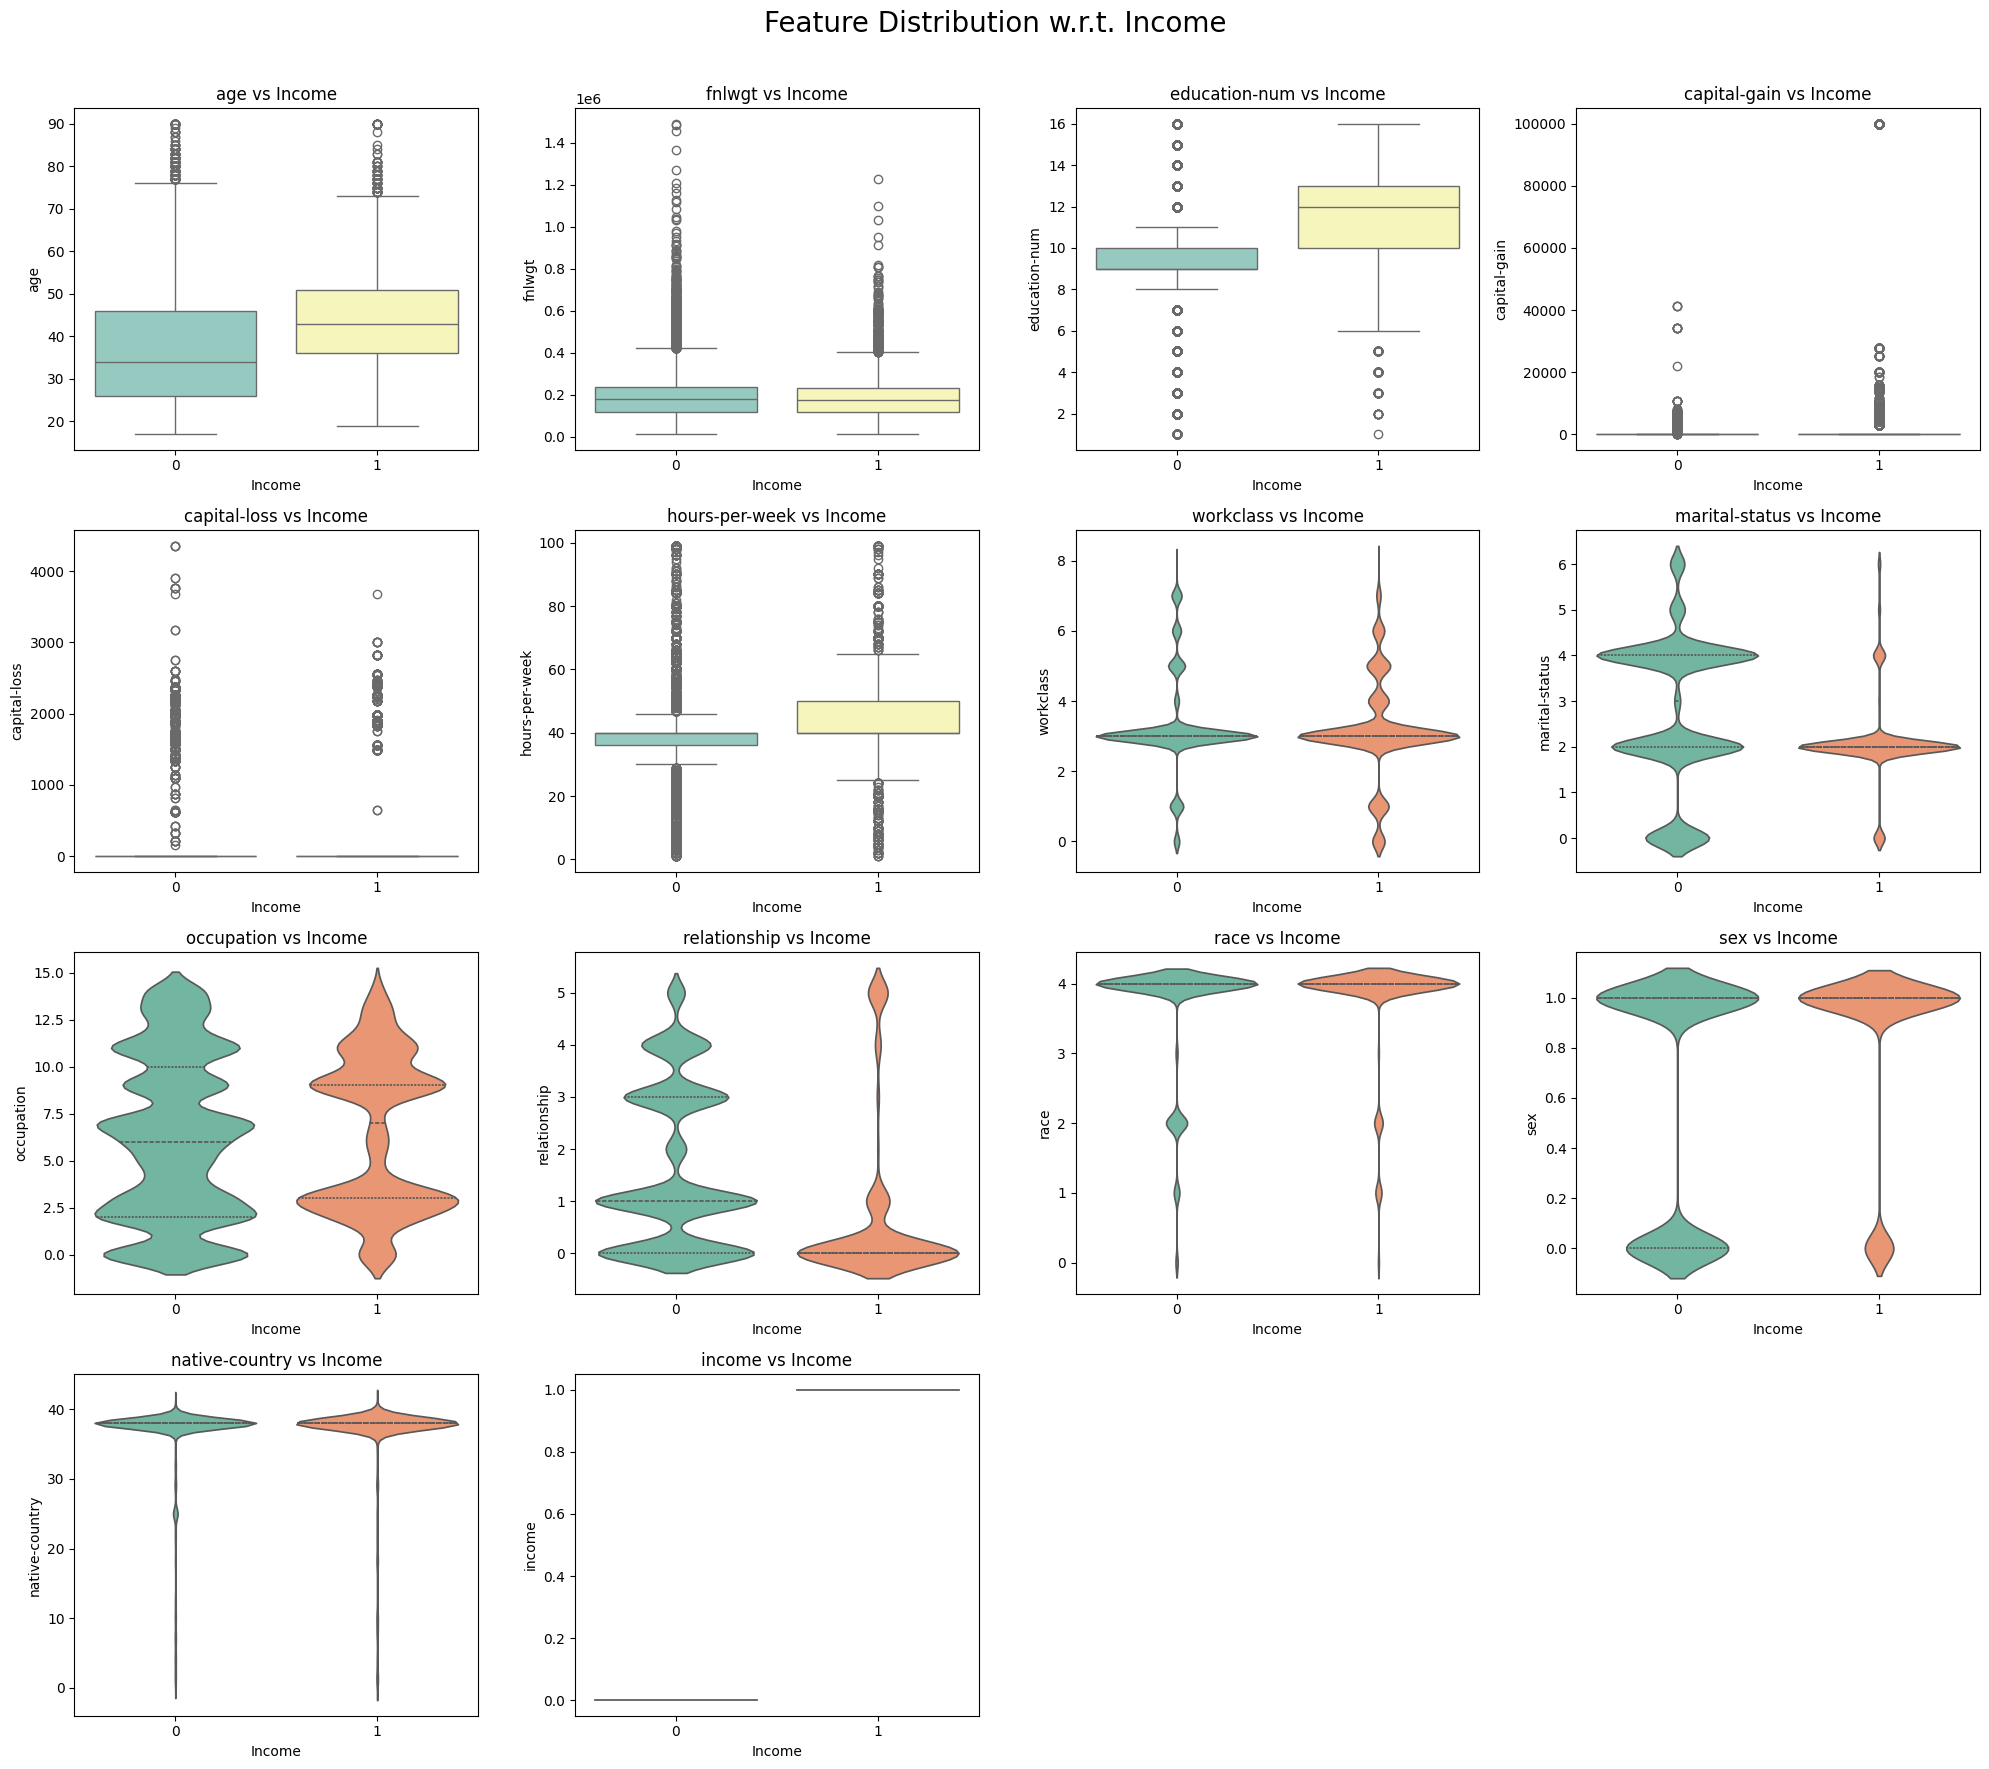 Feature Distribution w.r.t. Income
age vs Income
90
80
70
60
50
40
30
20
age
0 1
Income
fnlwgt vs Income
1e6
1.4
1.2
1.0
0.8
0.6
0.4
0.2
0.0
fnlwgt
0 1
Income
education-num vs Income
16
14
12
10
8
6
4
2
education-num
0 1
Income
capital-gain vs Income
100000
80000
60000
40000
20000
0
capital-gain
0 1
Income
capital-loss vs Income
4000
3000
2000
1000
0
capital-loss
0 1
Income
hours-per-week vs Income
100
80
60
40
20
0
hours-per-week
0 1
Income
workclass vs Income
8
6
4
2
0
workclass
0 1
Income
marital-status vs Income
6
5
4
3
2
1
0
marital-status
0 1
Income
occupation vs Income
15.0
12.5
10.0
7.5
5.0
2.5
0.0
occupation
0 1
Income
relationship vs Income
5
4
3
2
1
0
relationship
0 1
Income
race vs Income
4
3
2
1
0
race
0 1
Income
sex vs Income
1.0
0.8
0.6
0.4
0.2
0.0
sex
0 1
Income
native-country vs Income
40
30
20
10
0
native-country
0 1
Income
income vs Income
1.0
0.8
0.6
0.4
0.2
0.0
income
0 1
Income